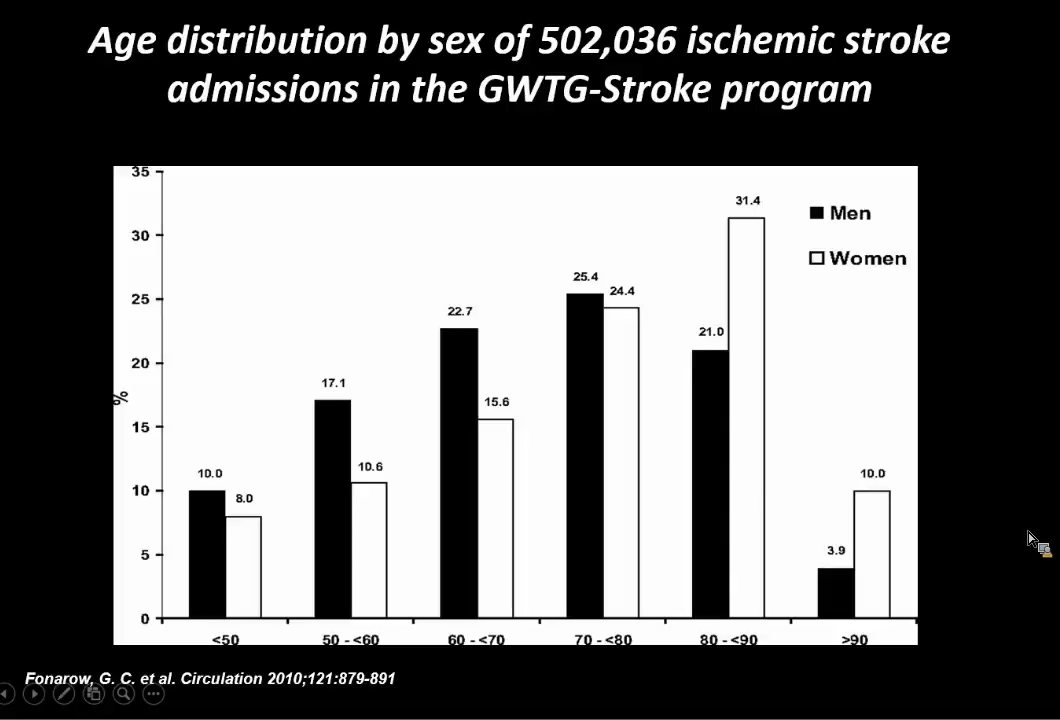 Age distribution by sex of 502,036 ischemic stroke
admissions in the GWTG-Stroke program
35
30
25
20
15
10
5
0
%
10.0
8.0
17.1
10.6
22.7
15.6
25.4
24.4
21.0
31.4
3.9
10.0
Men
Women
<50
50 - <60
60 - <70
70 - <80
80 - <90
>90
Fonarow, G. C. et al. Circulation 2010;121:879-891